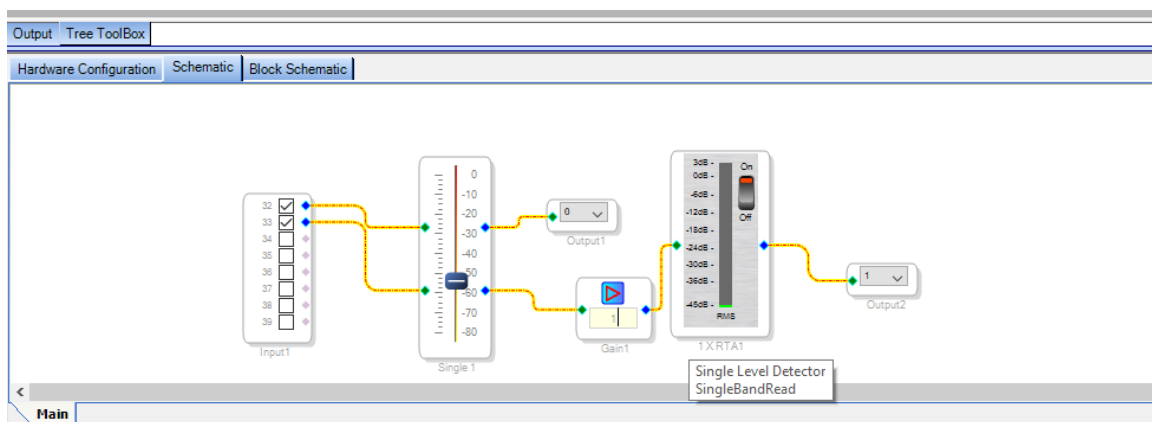 Output Tree ToolBox
Hardware Configuration Schematic Block Schematic
32
33
34
35
36
37
38
39
Input1
0
-10
-20
-30
-40
-50
-60
-70
-80
Single 1
0
Output1
1
Gain1
3dB -
0dB -
-6dB -
-12dB -
-18dB -
-24dB -
-30dB -
-36dB -
-45dB -
On
Off
RMS
1 X RTA1
1
Output2
Single Level Detector
SingleBandRead
Main